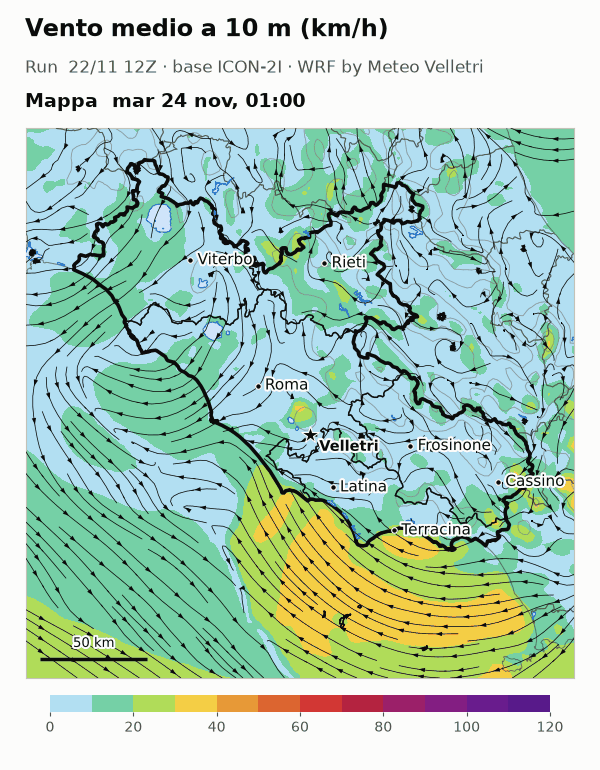 Vento medio a 10 m (km/h)
Run  22/11 12Z · base ICON-2I · WRF by Meteo Velletri
Mappa  mar 24 nov, 01:00
Viterbo
Rieti
Roma
Velletri
Frosinone
Latina
Cassino
Terracina
50 km
0 20 40 60 80 100 120